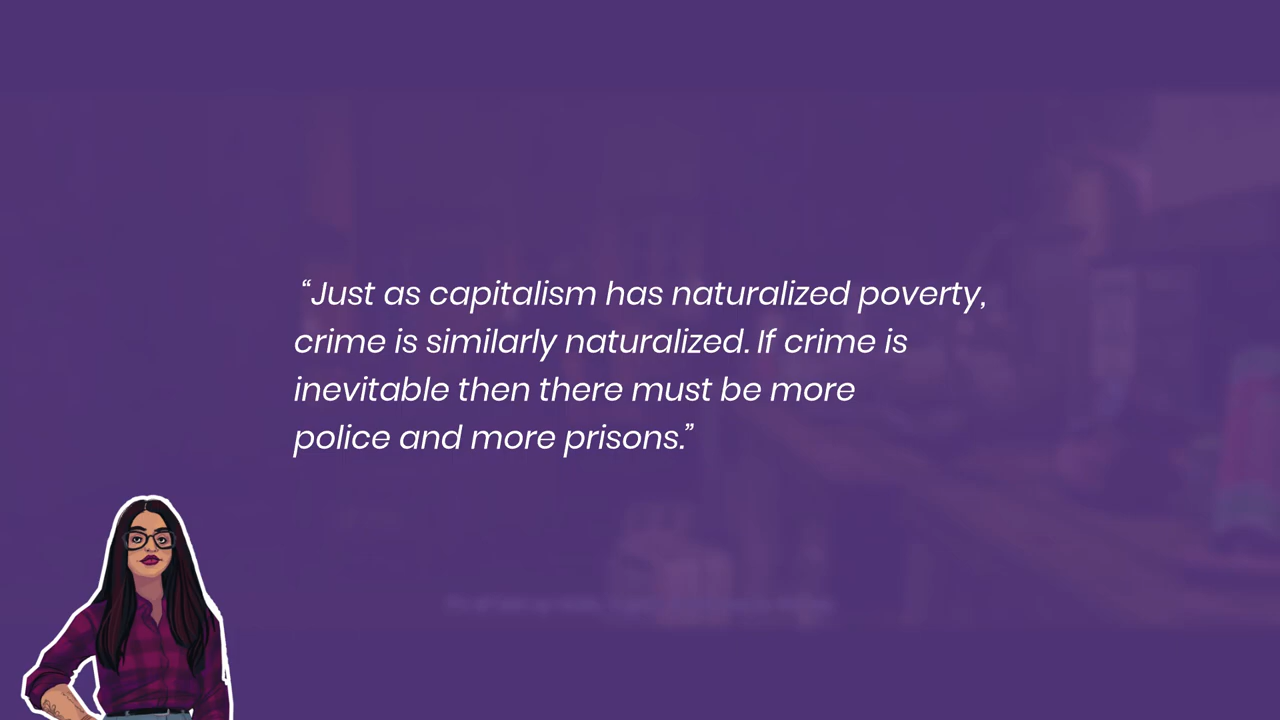 “Just as capitalism has naturalized poverty,
crime is similarly naturalized. If crime is
inevitable then there must be more
police and more prisons.”